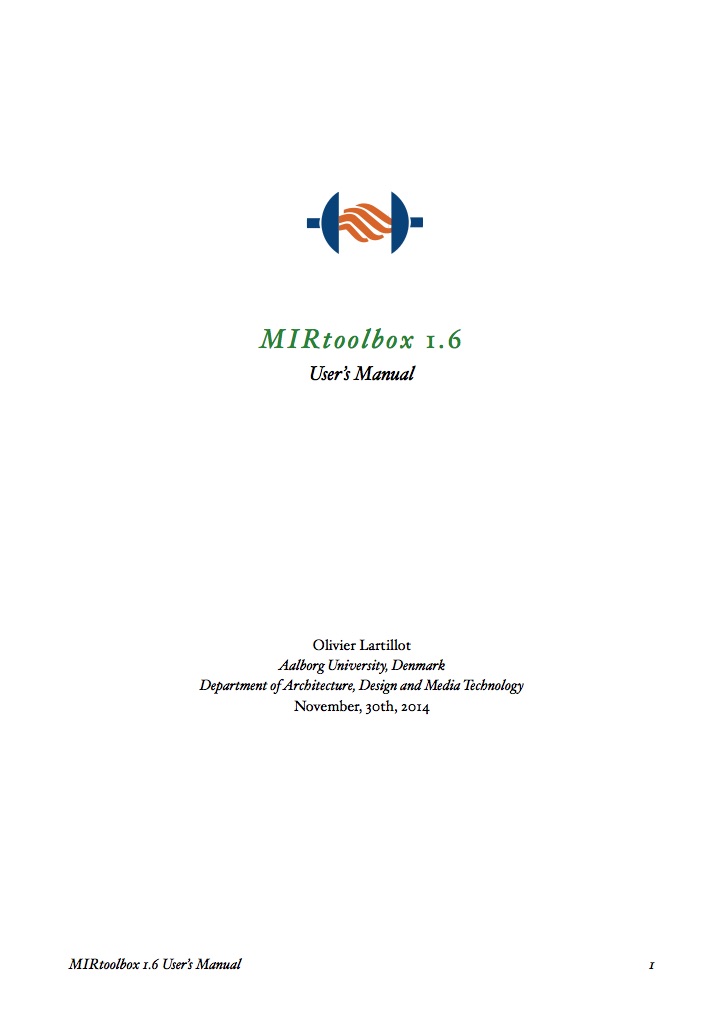 MIRtoolbox 1.6
User's Manual
Olivier Lartillot
Aalborg University, Denmark
Department of Architecture, Design and Media Technology
November, 30th, 2014
MIRtoolbox 1.6 User's Manual 1